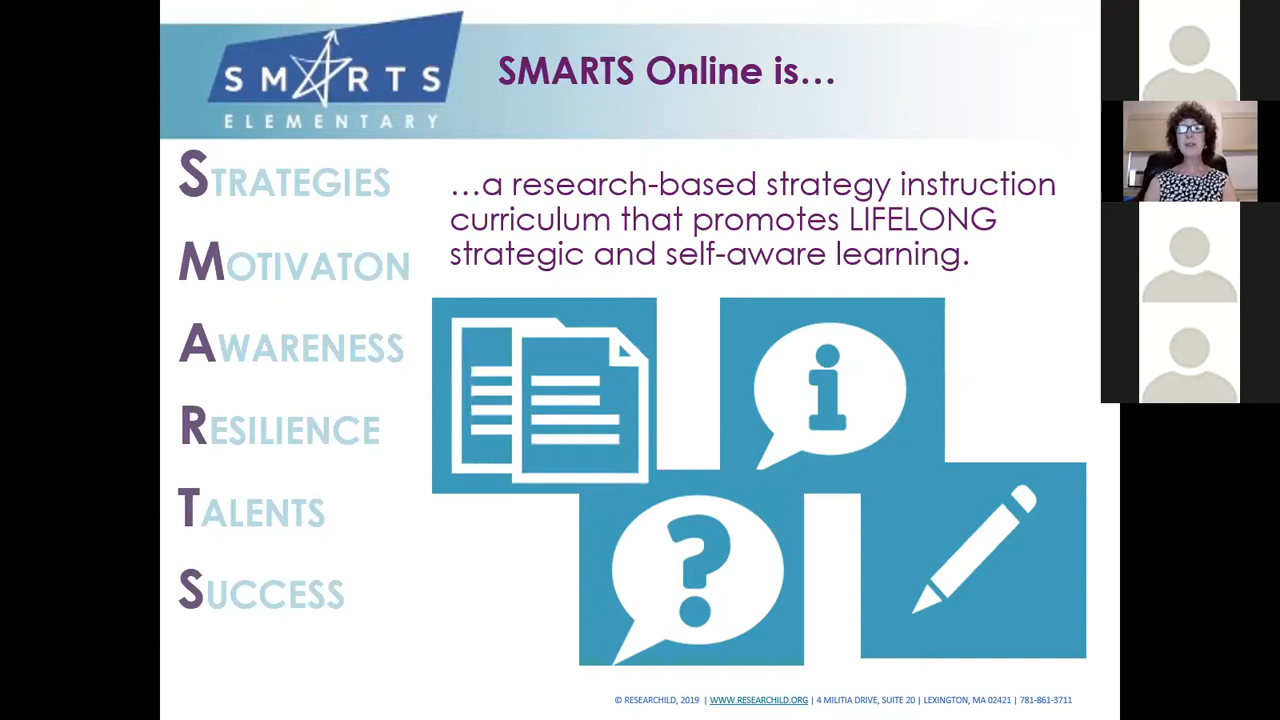 SMARTS
ELEMENTARY
SMARTS Online is…
STRATEGIES
MOTIVATON
AWARENESS
RESILIENCE
TALENTS
SUCCESS
…a research-based strategy instruction
curriculum that promotes LIFELONG
strategic and self-aware learning.
i
?
© RESEARCHILD, 2019 | WWW.RESEARCHILD.ORG | 4 MILITIA DRIVE, SUITE 20 | LEXINGTON, MA 02421 | 781-861-3711